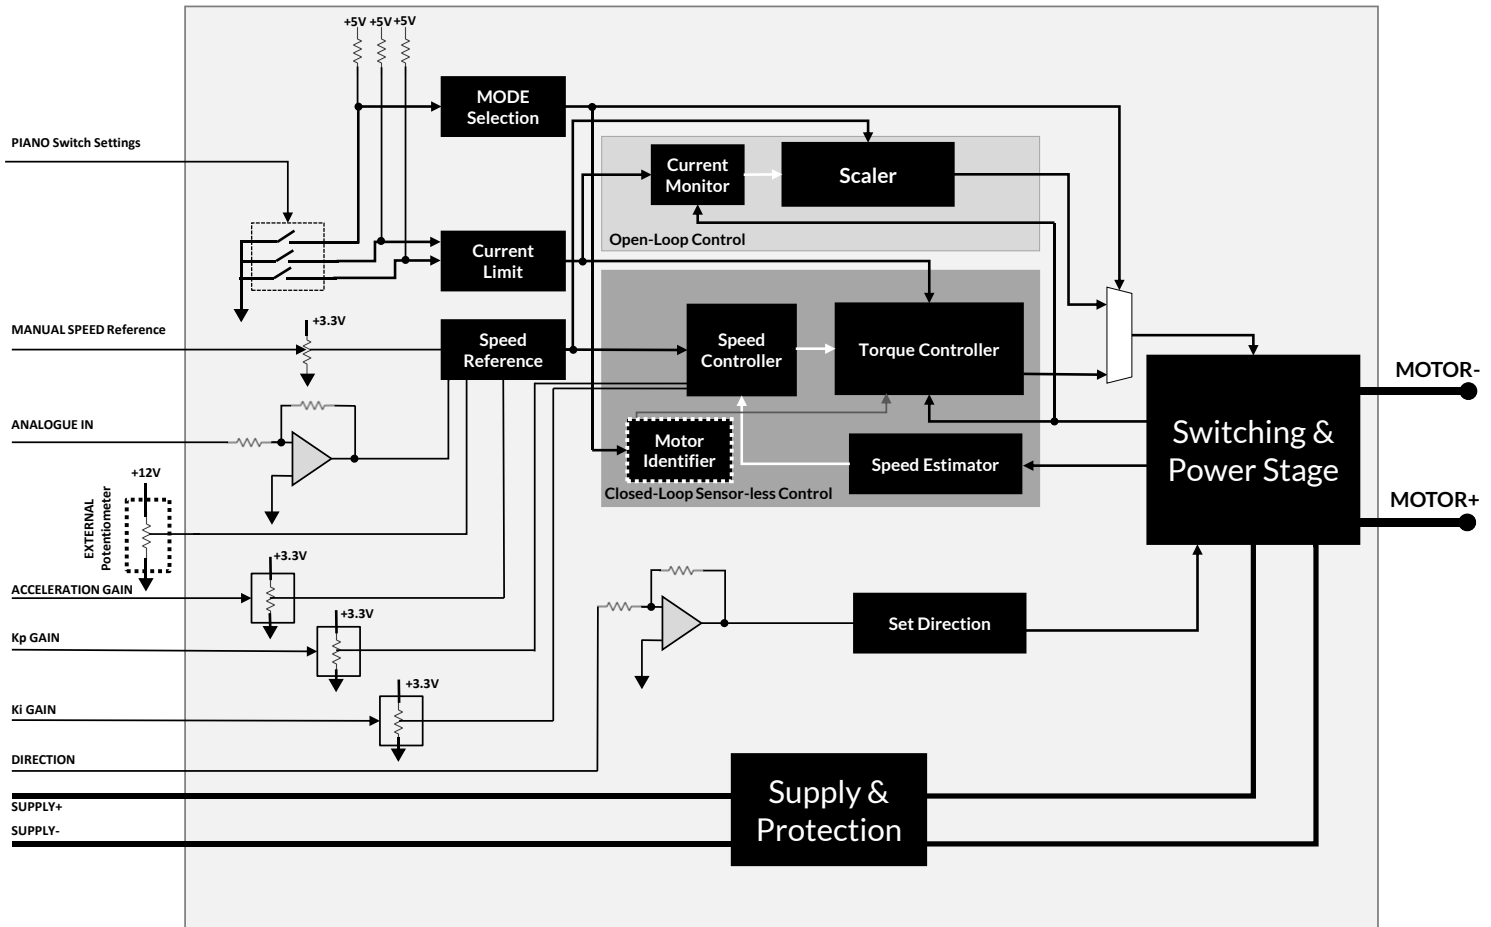 +5V +5V +5V
MODE
Selection
PIANO Switch Settings
Current
Monitor
Scaler
Open-Loop Control
Current
Limit
MANUAL SPEED Reference
+3.3V
Speed
Reference
Speed
Controller
Torque Controller
MOTOR-
ANALOGUE IN
Motor
Identifier
Speed Estimator
Closed-Loop Sensor-less Control
Switching &
Power Stage
MOTOR+
+12V
EXTERNAL
Potentiometer
+3.3V
ACCELERATION GAIN
+3.3V
Kp GAIN
Set Direction
+3.3V
Ki GAIN
DIRECTION
SUPPLY+
SUPPLY-
Supply &
Protection